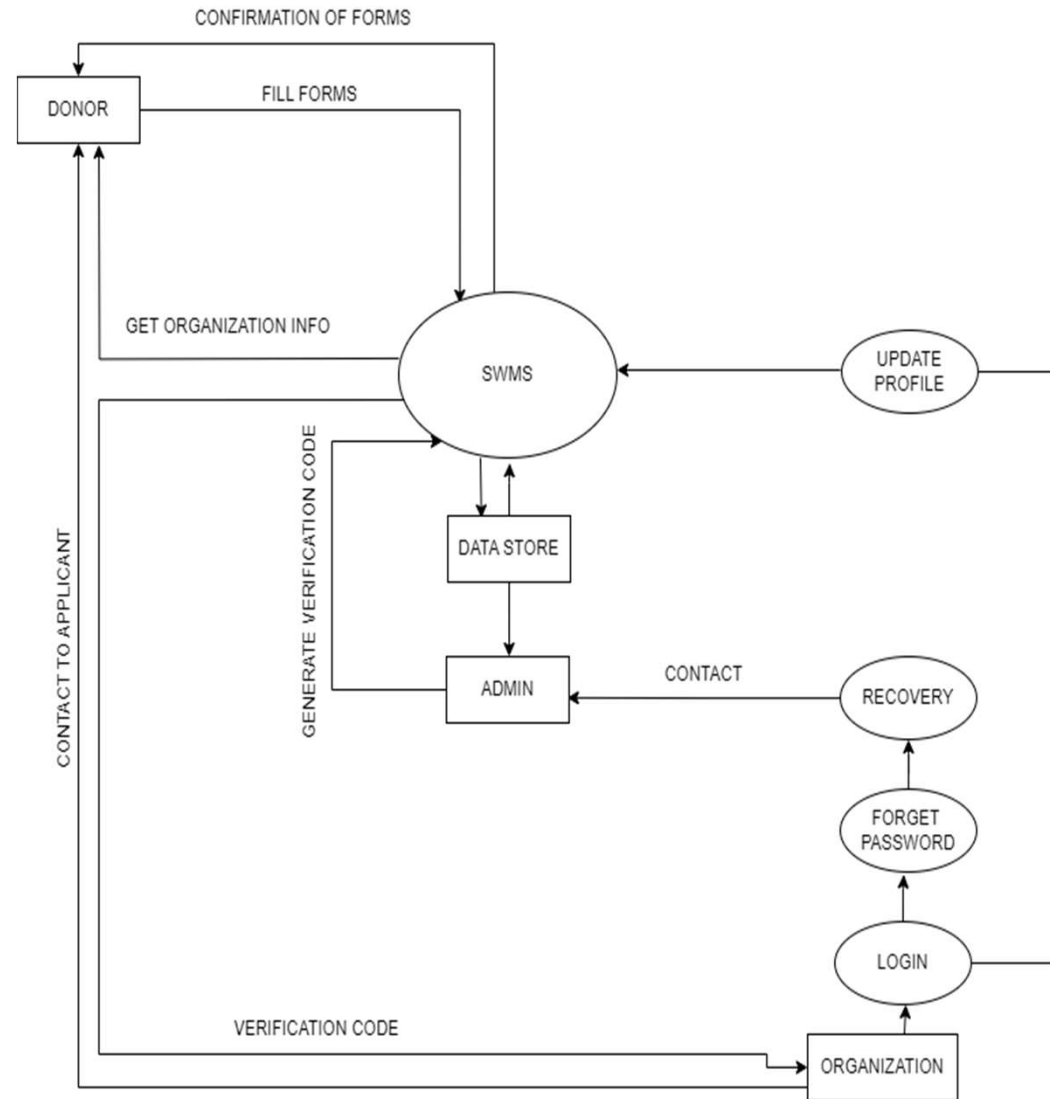 CONFIRMATION OF FORMS
DONOR
FILL FORMS
GET ORGANIZATION INFO
SWMS
UPDATE
PROFILE
GENERATE VERIFICATION CODE
CONTACT TO APPLICANT
DATA STORE
ADMIN
CONTACT
RECOVERY
FORGET
PASSWORD
LOGIN
VERIFICATION CODE
ORGANIZATION